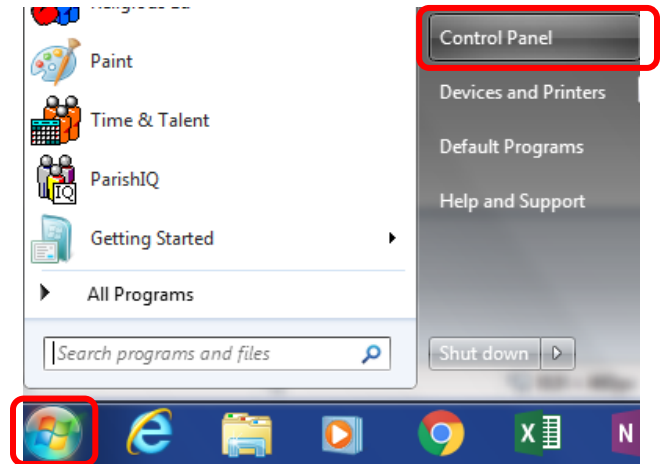 Paint
Time & Talent
IQ
ParishIQ
Getting Started
All Programs
Search programs and files
Control Panel
Devices and Printers
Default Programs
Help and Support
Shut down
X
N